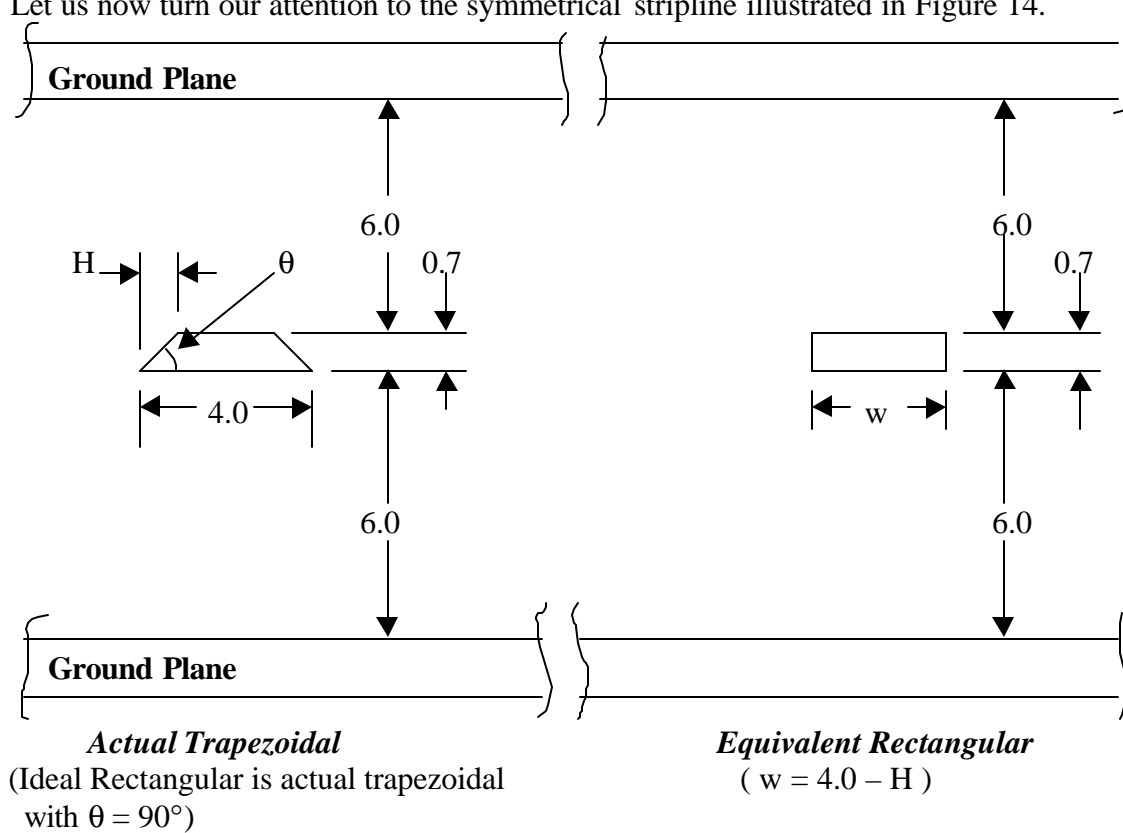 Let us now turn our attention to the symmetrical stripline illustrated in Figure 14.
Ground Plane
6.0
6.0
H
θ
0.7
0.7
4.0
w
6.0
6.0
Ground Plane
Actual Trapezoidal
Equivalent Rectangular
(Ideal Rectangular is actual trapezoidal
( w = 4.0 – H )
with θ = 90°)